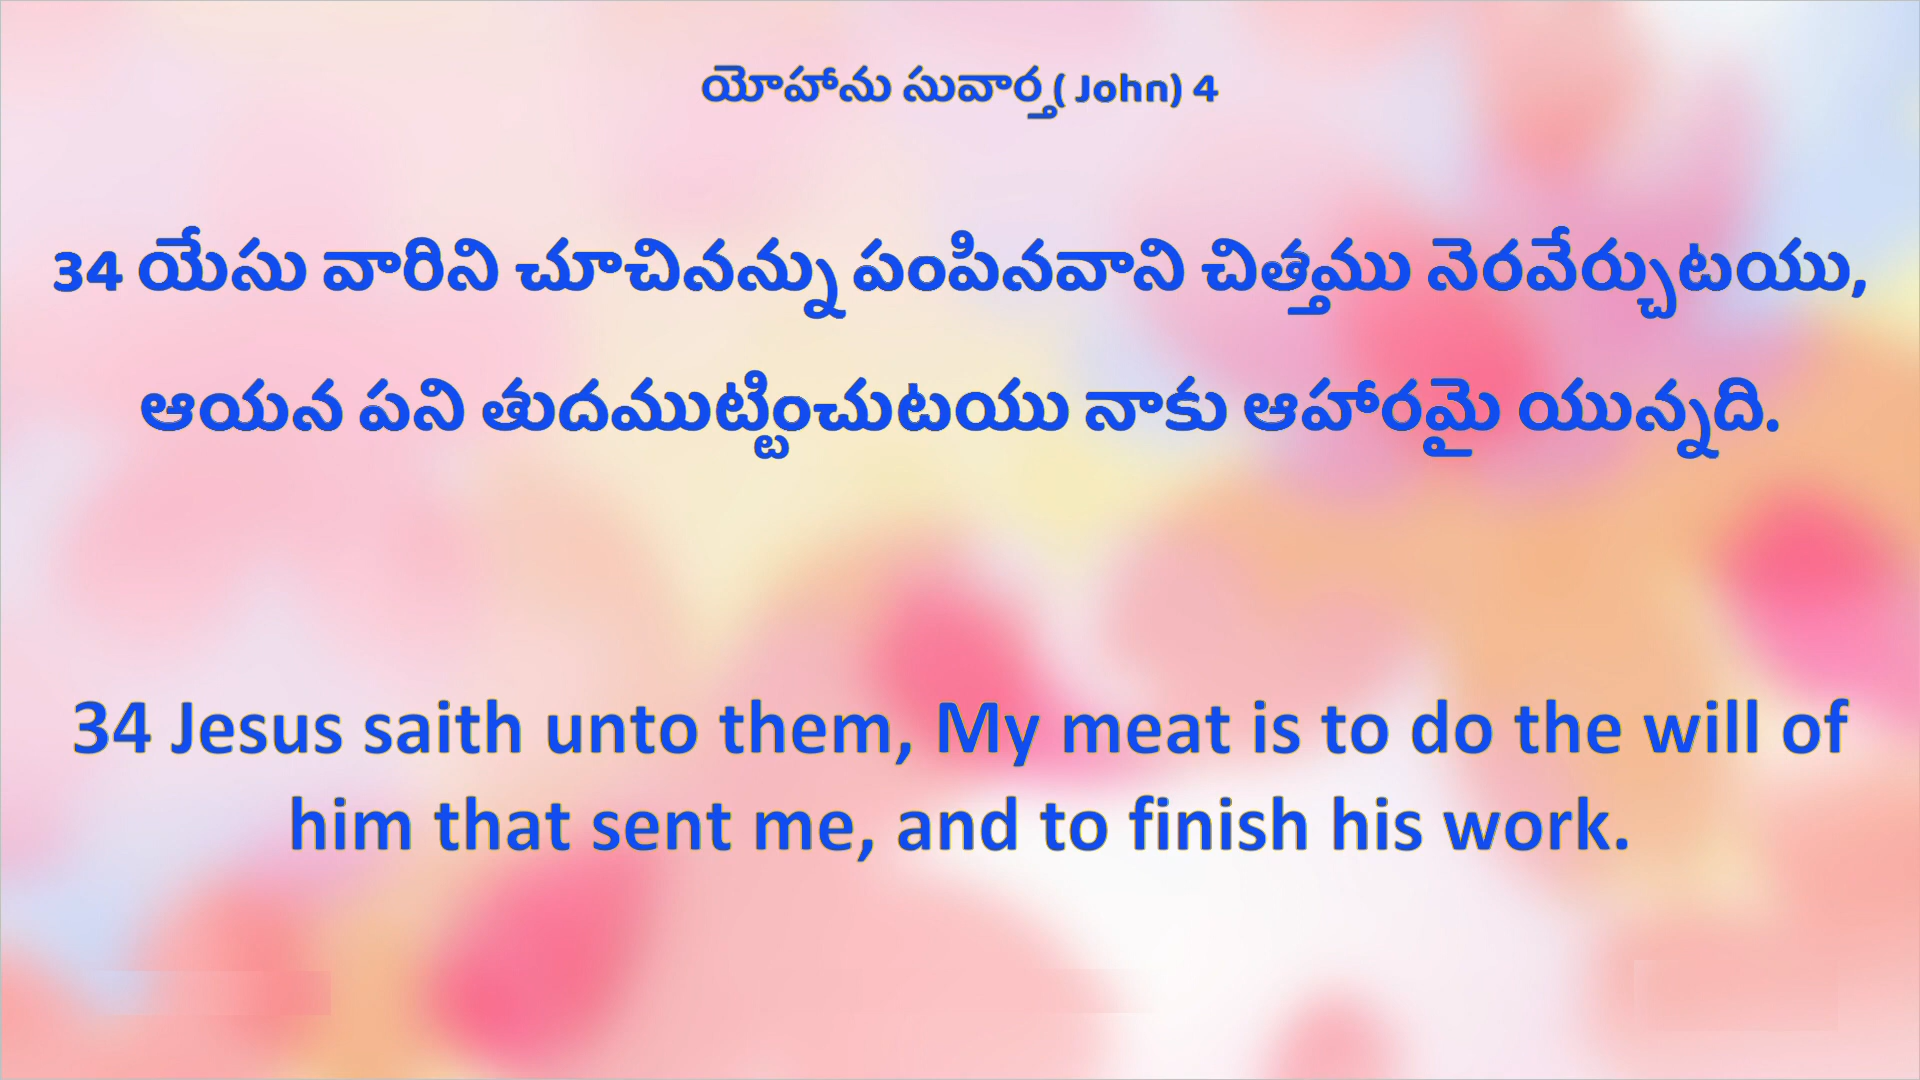 యోహాను సువార్త( John) 4
34 యేసు వారిని చూచినన్ను పంపినవాని చిత్తము నెరవేర్చుటయు,
ఆయన పని తుదముట్టించుటయు నాకు ఆహారమై యున్నది.
34 Jesus saith unto them, My meat is to do the will of
him that sent me, and to finish his work.